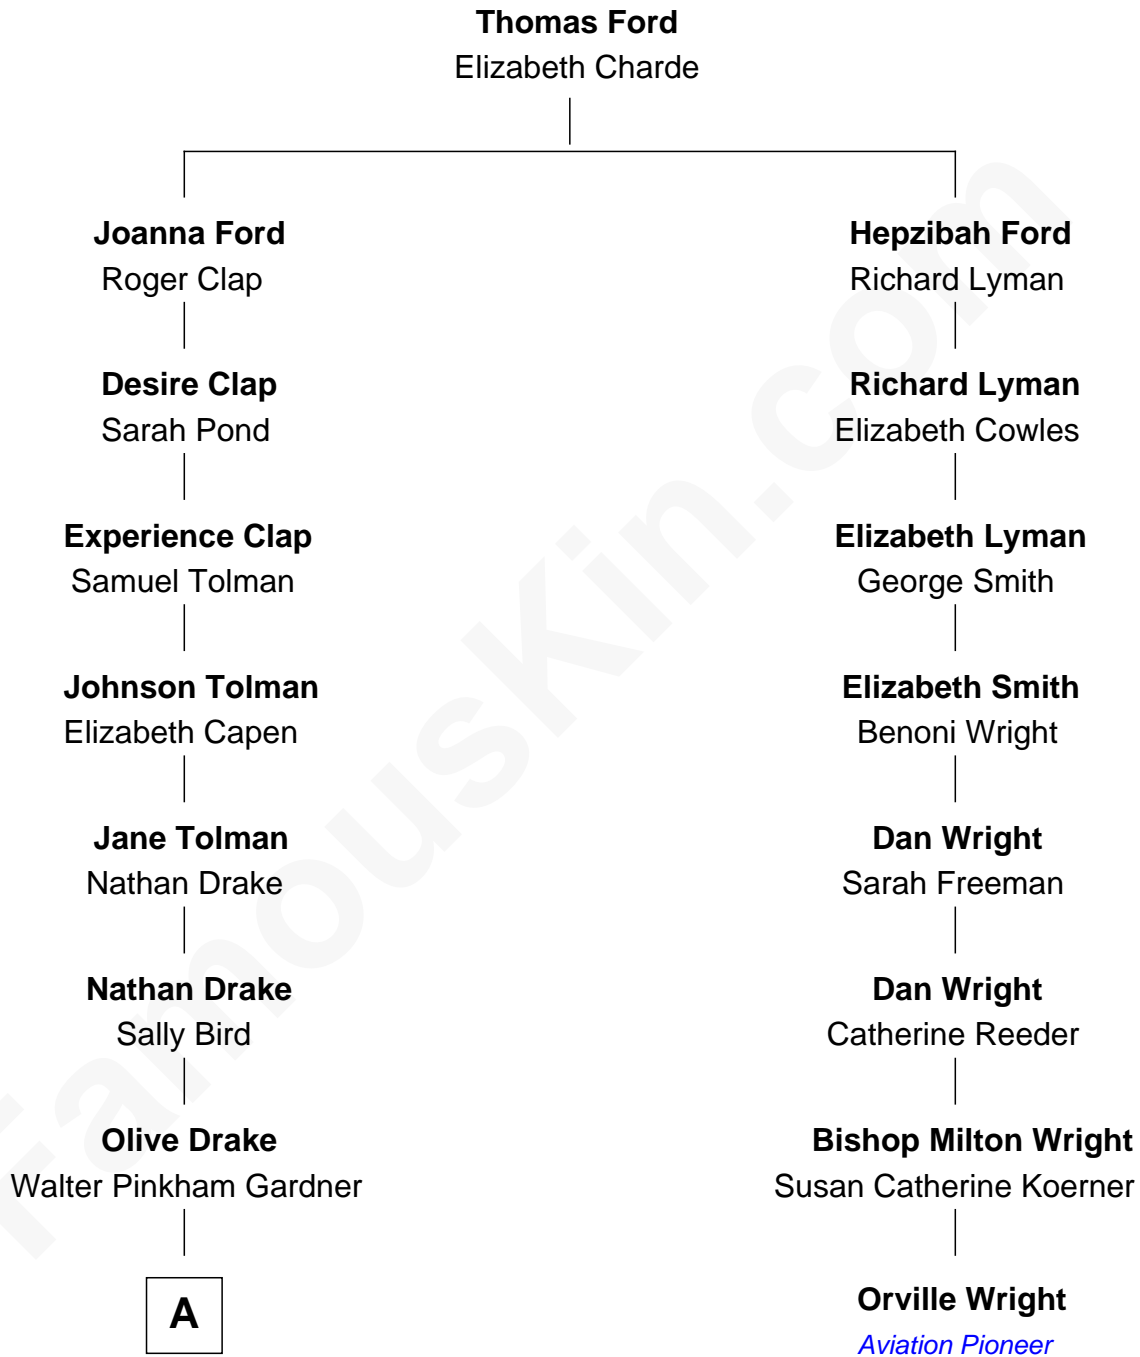 Thomas Ford
Elizabeth Charde
Joanna Ford
Roger Clap
Hepzibah Ford
Richard Lyman
Desire Clap
Sarah Pond
Richard Lyman
Elizabeth Cowles
Experience Clap
Samuel Tolman
Elizabeth Lyman
George Smith
Johnson Tolman
Elizabeth Capen
Elizabeth Smith
Benoni Wright
Jane Tolman
Nathan Drake
Dan Wright
Sarah Freeman
Nathan Drake
Sally Bird
Dan Wright
Catherine Reeder
Olive Drake
Walter Pinkham Gardner
Bishop Milton Wright
Susan Catherine Koerner
A
Orville Wright
Aviation Pioneer
FamousKin.com